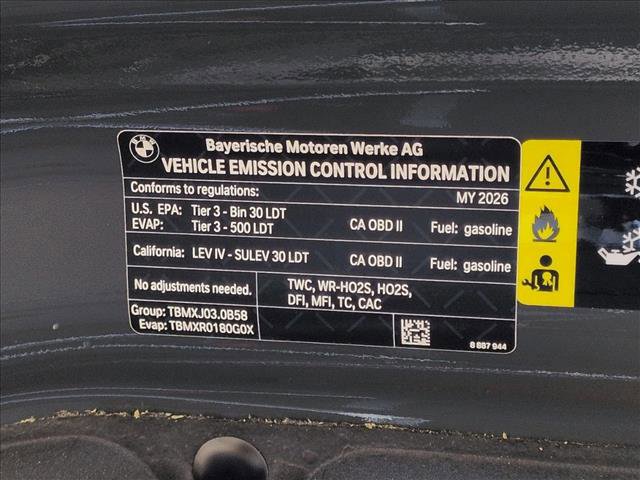 BMW
Bayerische Motoren Werke AG
VEHICLE EMISSION CONTROL INFORMATION
Conforms to regulations: MY 2026
U.S. EPA: Tier 3 - Bin 30 LDT CA OBD II Fuel: gasoline
EVAP: Tier 3 - 500 LDT
California: LEV IV - SULEV 30 LDT CA OBD II Fuel: gasoline
No adjustments needed.
TWC, WR-HO2S, HO2S,
DFI, MFI, TC, CAC
Group: TBMXJ03.0B58
Evap: TBMXR0180G0X
8 887 944